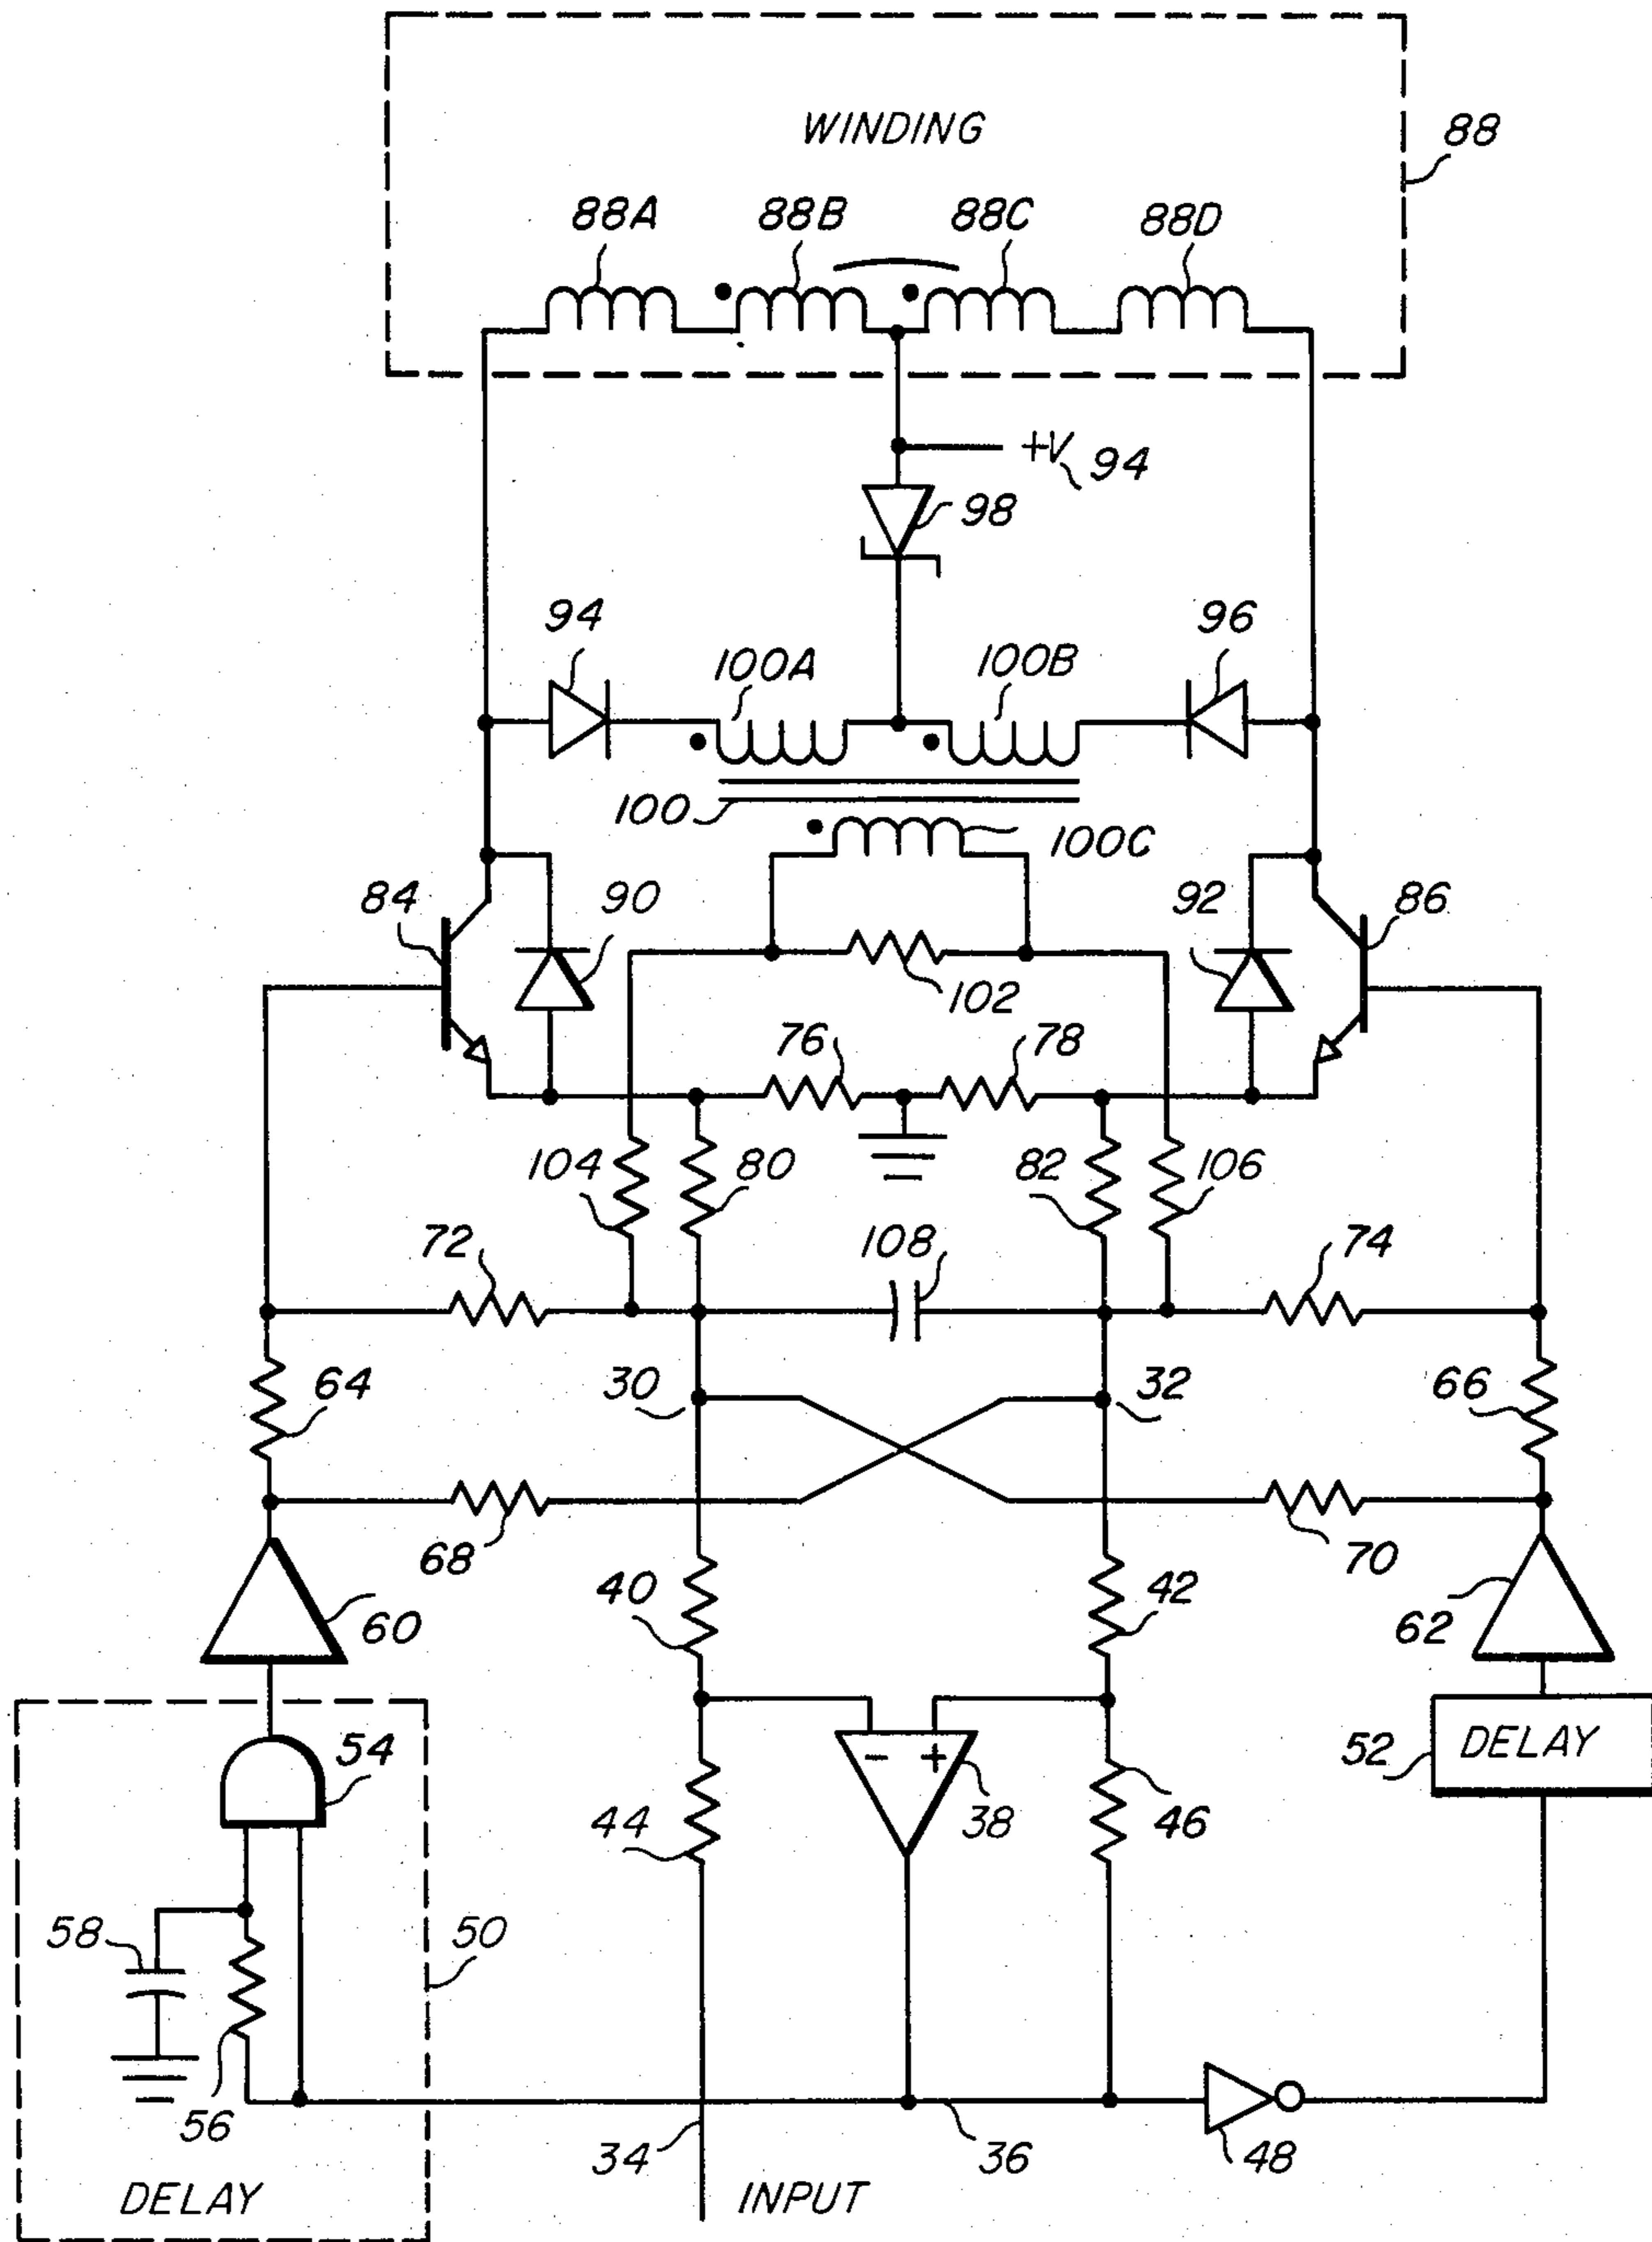 WINDING
88
88A 88B 88C 88D
+V 94
98
94 96
100A 100B
100
100C
84 90 92 86
102
76 78
104 80 82 106
72 108 74
64 30 32 66
68 70
40 42
60 62
54 - + 52 DELAY
44 38 46
58 50
56
34 36 48
DELAY INPUT